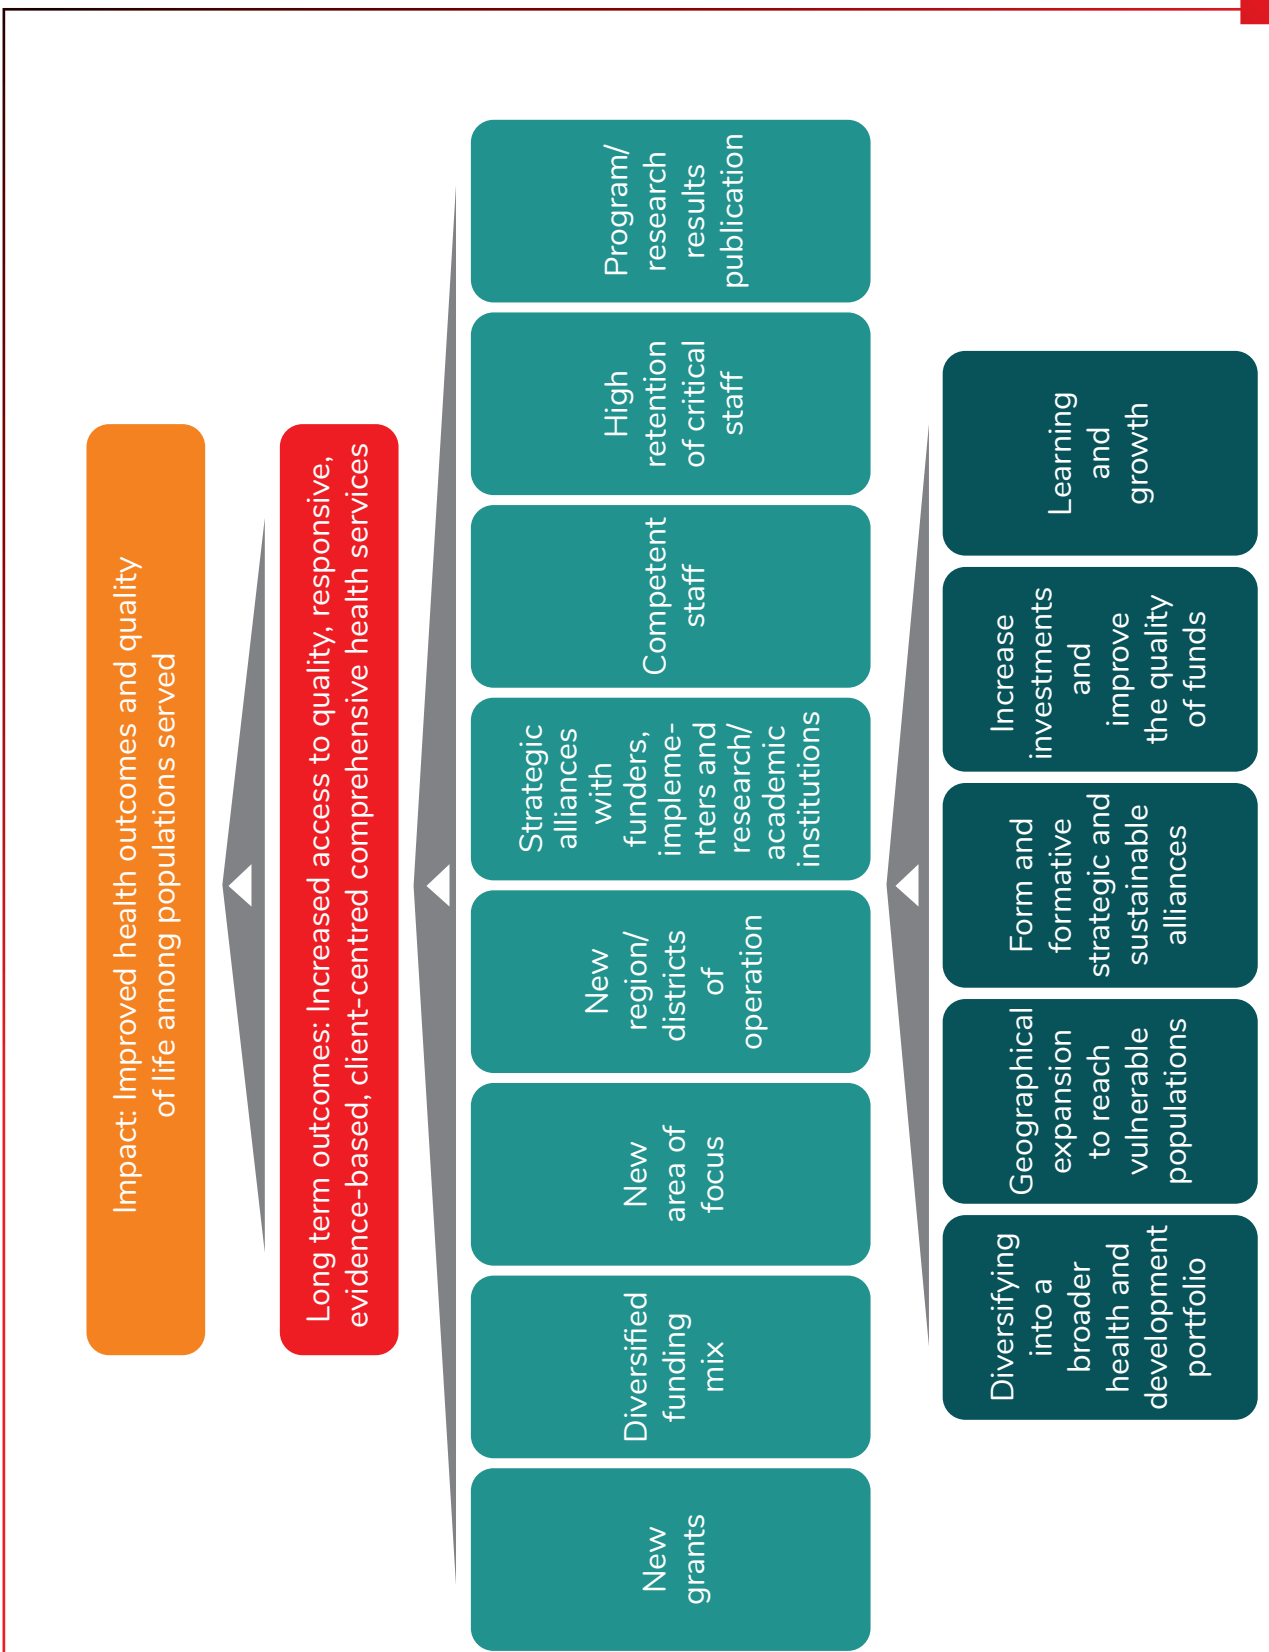 Impact: Improved health outcomes and quality
of life among populations served
Long term outcomes: Increased access to quality, responsive,
evidence-based, client-centred comprehensive health services
New
grants
Diversified
funding
mix
New
area of
focus
New
region/
districts
of
operation
Strategic
alliances
with
funders,
impleme-
nters and
research/
academic
institutions
Competent
staff
High
retention
of critical
staff
Program/
research
results
publication
Diversifying
into a
broader
health and
development
portfolio
Geographical
expansion
to reach
vulnerable
populations
Form and
formative
strategic and
sustainable
alliances
Increase
investments
and
improve
the quality
of funds
Learning
and
growth